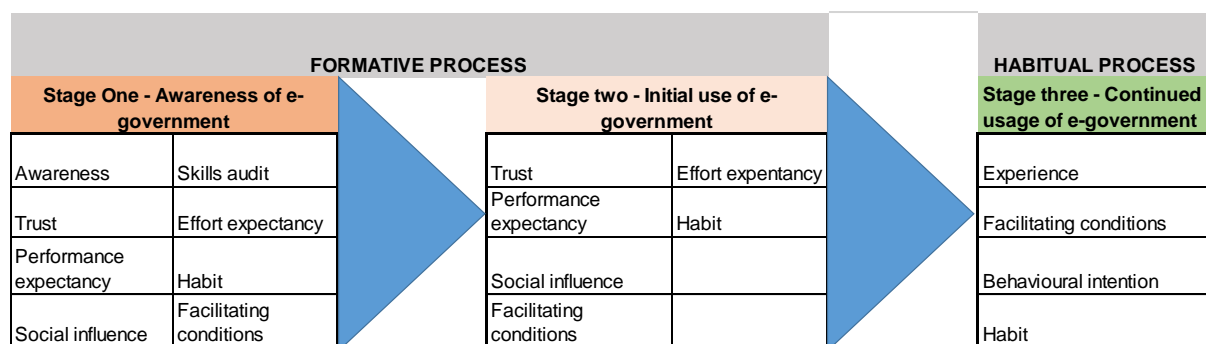 FORMATIVE PROCESS
HABITUAL PROCESS
Stage One - Awareness of e-
government
Stage two - Initial use of e-
government
Stage three - Continued
usage of e-government
Awareness
Skills audit
Trust
Effort expentancy
Experience
Trust
Effort expectancy
Performance
expectancy
Habit
Facilitating conditions
Performance
expectancy
Habit
Social influence
Behavioural intention
Social influence
Facilitating
conditions
Facilitating
conditions
Habit